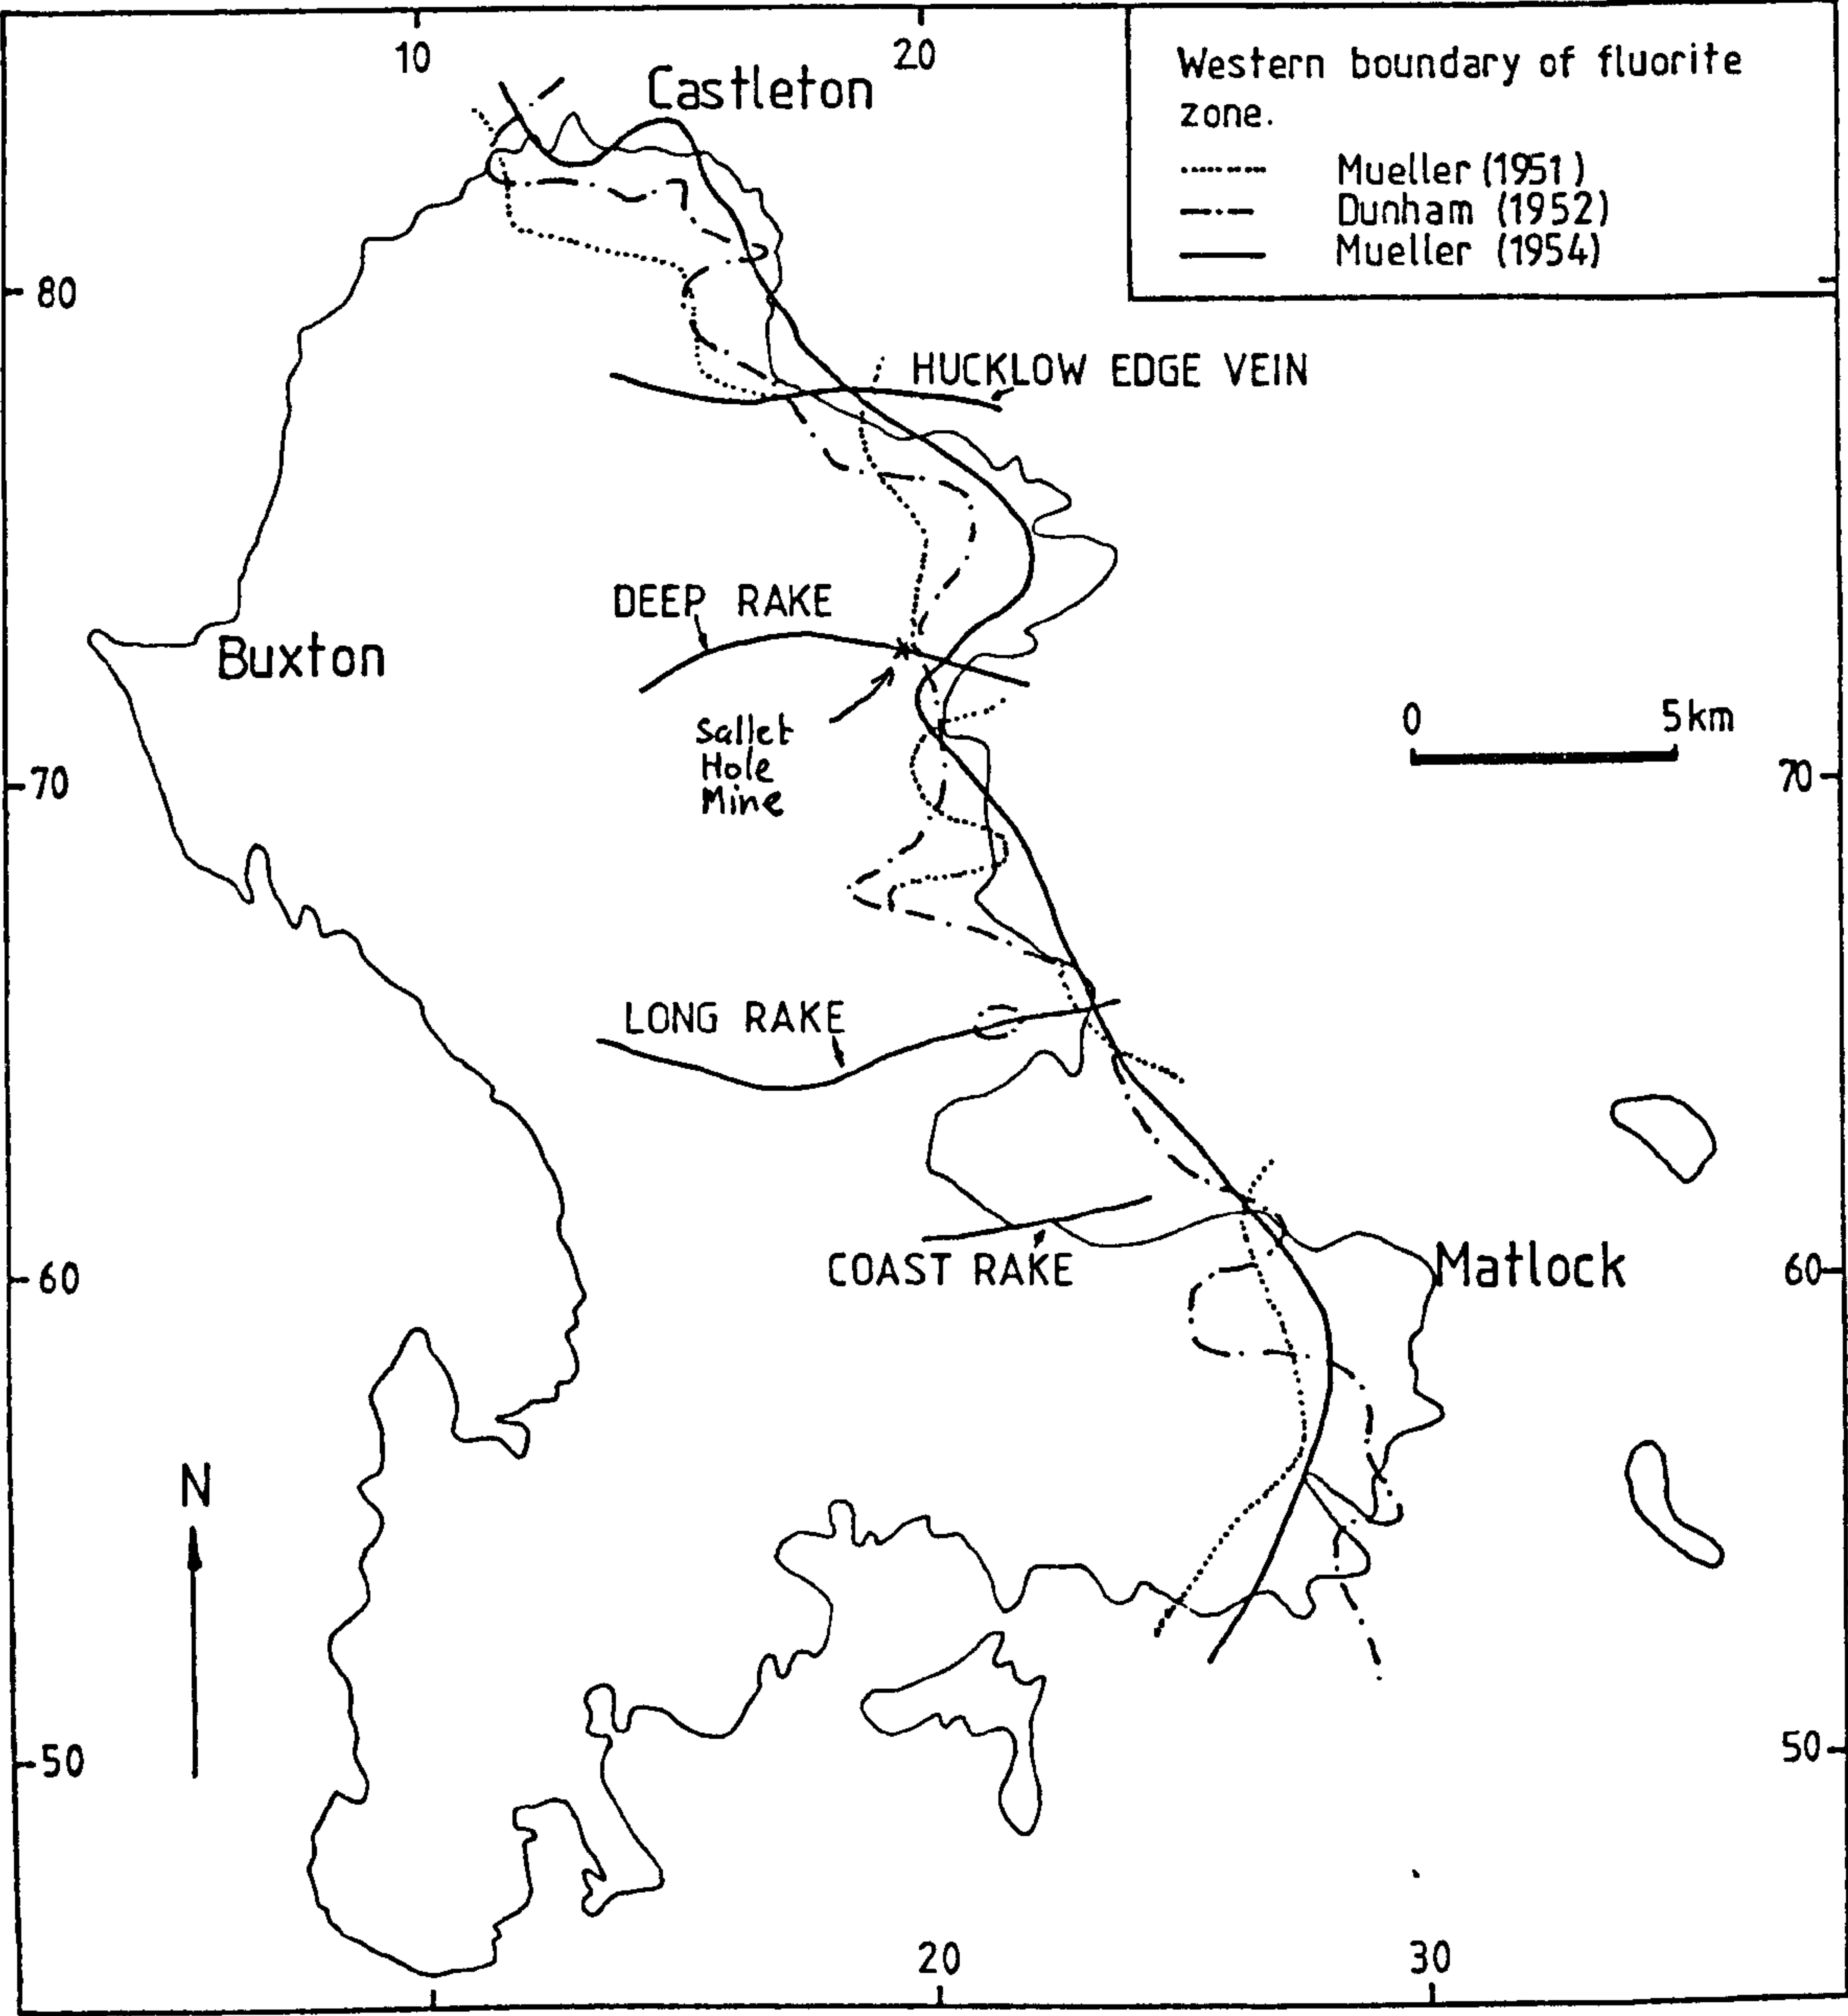 10
20
Castleton
Western boundary of fluorite
zone.
Mueller (1951)
Dunham (1952)
Mueller (1954)
80
HUCKLOW EDGE VEIN
DEEP RAKE
Buxton
Sallet
Hole
Mine
0 5km
70
70
LONG RAKE
COAST RAKE
Matlock
60
60
N
50
50
20
30